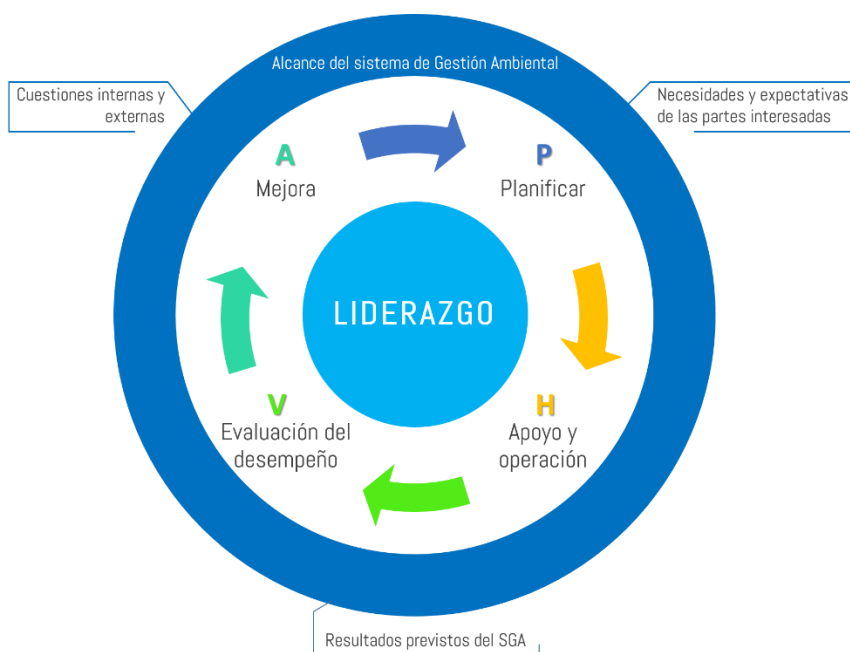 Alcance del sistema de Gestión Ambiental
Cuestiones internas y
externas
Necesidades y expectativas
de las partes interesadas
A
Mejora
P
Planificar
LIDERAZGO
V
Evaluación del
desempeño
H
Apoyo y
operación
Resultados previstos del SGA